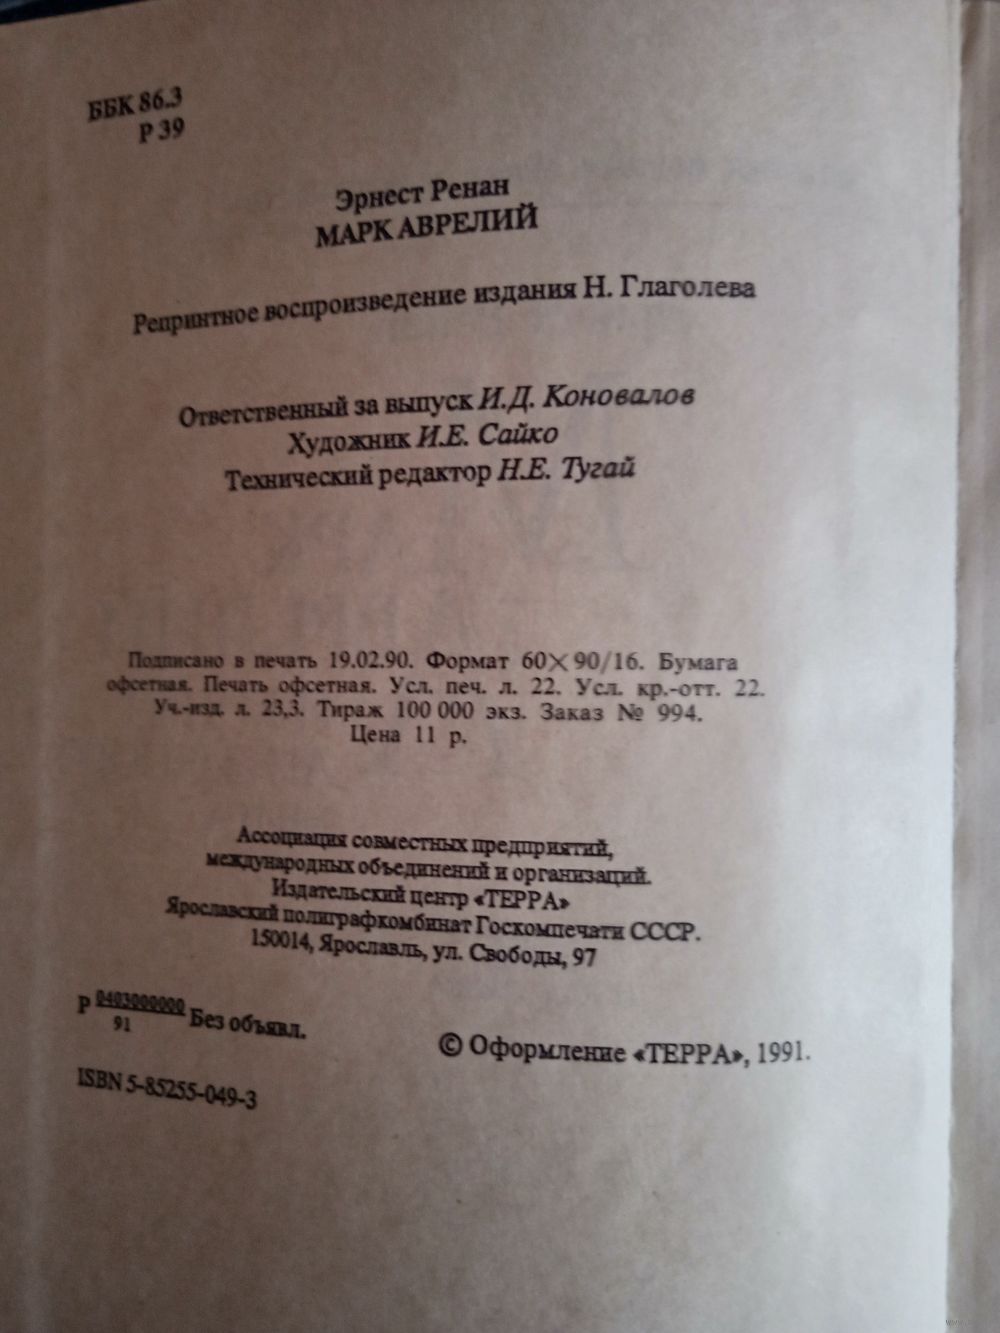 ББК 86.3
Р 39
Эрнест Ренан
МАРК АВРЕЛИЙ
Репринтное воспроизведение издания Н. Глаголева
Ответственный за выпуск И.Д. Коновалов
Художник И.Е. Сайко
Технический редактор Н.Е. Тугай
Подписано в печать 19.02.90. Формат 60×90/16. Бумага
офсетная. Печать офсетная. Усл. печ. л. 22. Усл. кр.-отт. 22.
Уч.-изд. л. 23,3. Тираж 100 000 экз. Заказ № 994.
Цена 11 р.
Ассоциация совместных предприятий,
международных объединений и организаций.
Издательский центр «ТЕРРА»
Ярославский полиграфкомбинат Госкомпечати СССР.
150014, Ярославль, ул. Свободы, 97
Р 0403000000 Без объявл.
91
© Оформление «ТЕРРА», 1991.
ISBN 5-85255-049-3